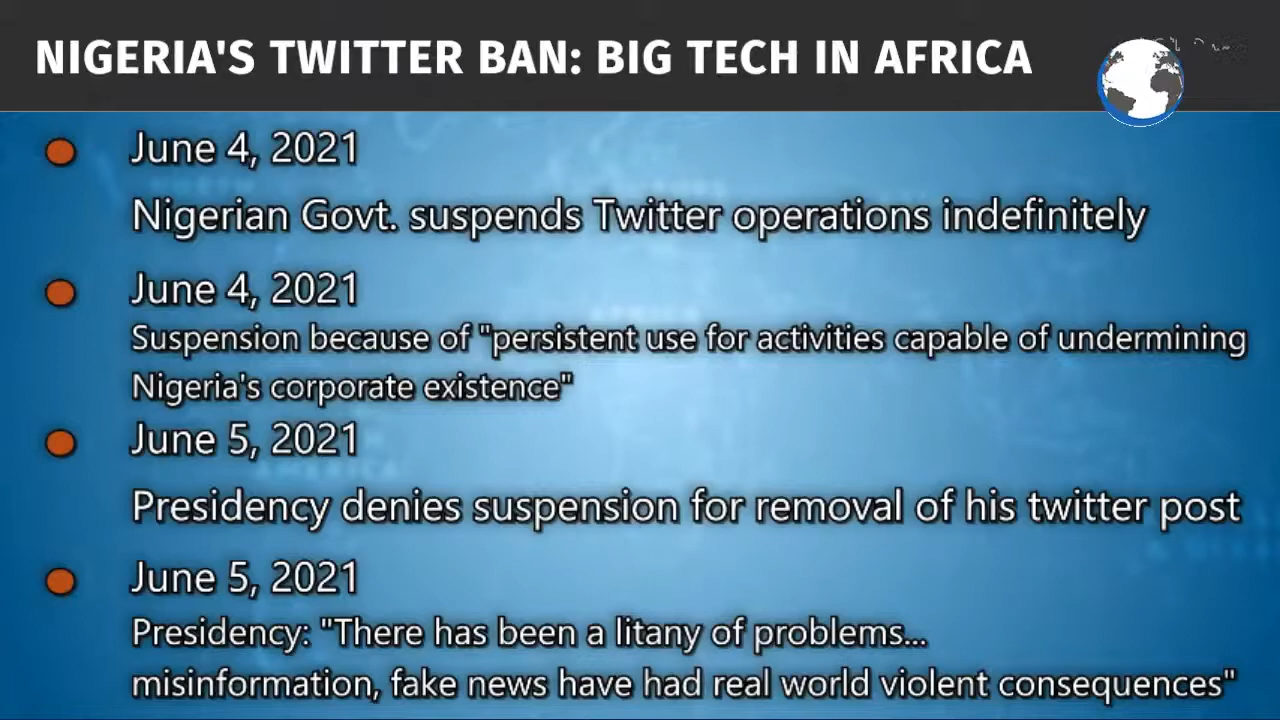 NIGERIA'S TWITTER BAN: BIG TECH IN AFRICA
June 4, 2021
Nigerian Govt. suspends Twitter operations indefinitely
June 4, 2021
Suspension because of "persistent use for activities capable of undermining
Nigeria's corporate existence"
June 5, 2021
Presidency denies suspension for removal of his twitter post
June 5, 2021
Presidency: "There has been a litany of problems...
misinformation, fake news have had real world violent consequences"